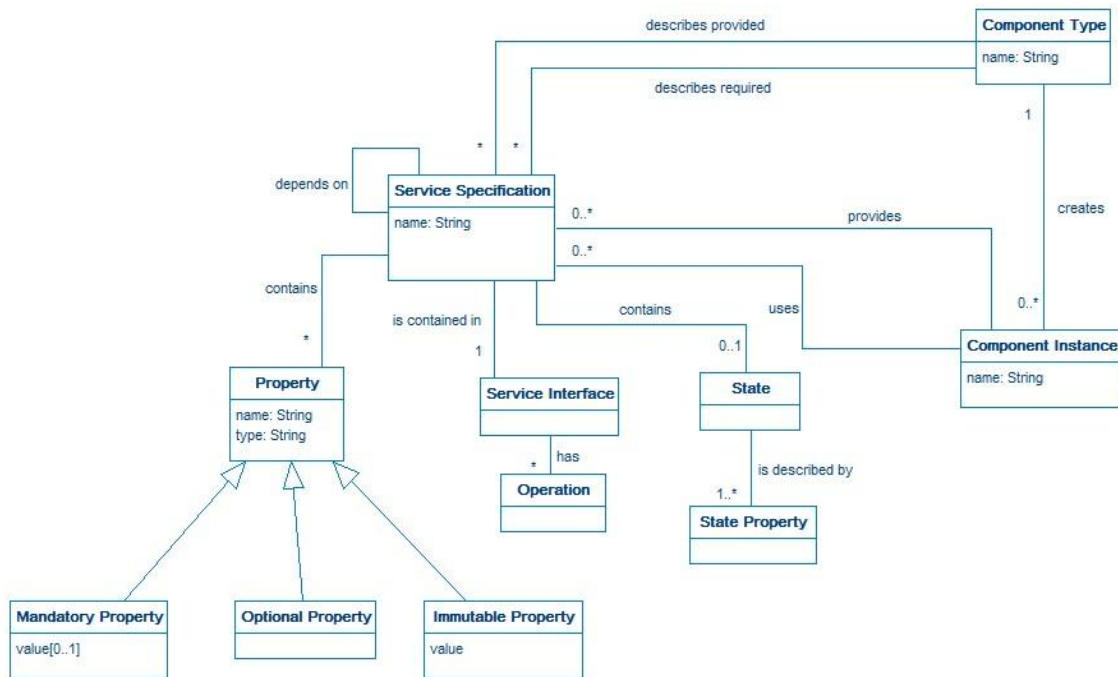 describes provided
Component Type
name: String
describes required
1
*
*
depends on
Service Specification
name: String
0..*
provides
creates
0..*
contains
uses
is contained in
contains
*
1
0..1
0..*
Component Instance
name: String
Property
name: String
type: String
Service Interface
State
has
*
is described by
Operation
1..*
State Property
Mandatory Property
value[0..1]
Optional Property
Immutable Property
value